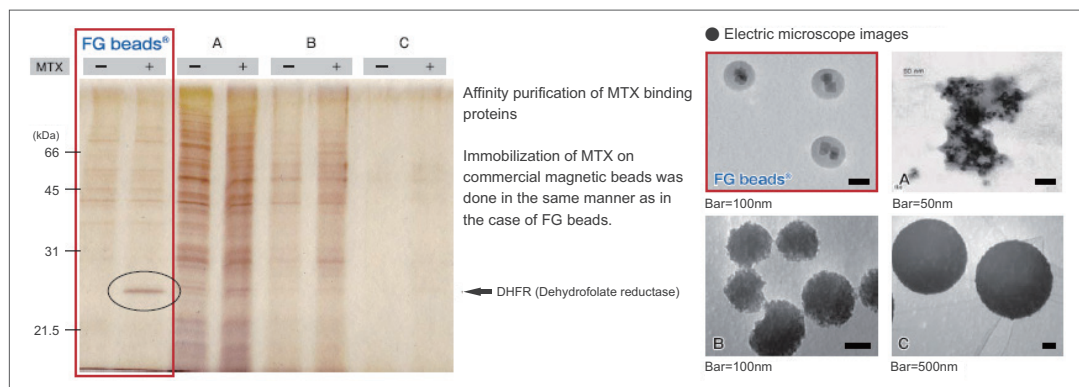 FG beads® A B C
MTX − + − + − + − +
(kDa)
66
45
31
21.5
Affinity purification of MTX binding
proteins
Immobilization of MTX on
commercial magnetic beads was
done in the same manner as in
the case of FG beads.
DHFR (Dehydrofolate reductase)
● Electric microscope images
FG beads®
Bar=100nm
A
Bar=50nm
B
Bar=100nm
C
Bar=500nm